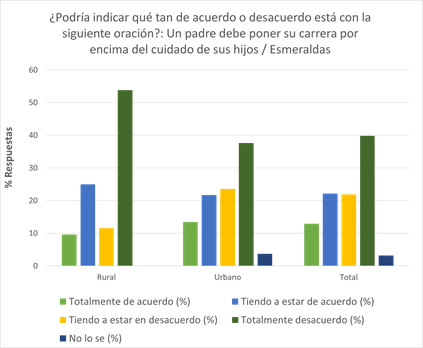 ¿Podría indicar qué tan de acuerdo o desacuerdo está con la
siguiente oración?: Un padre debe poner su carrera por
encima del cuidado de sus hijos / Esmeraldas
% Respuestas
60
50
40
30
20
10
0
Rural
Urbano
Total
Totalmente de acuerdo (%)
Tiendo a estar de acuerdo (%)
Tiendo a estar en desacuerdo (%)
Totalmente desacuerdo (%)
No lo se (%)